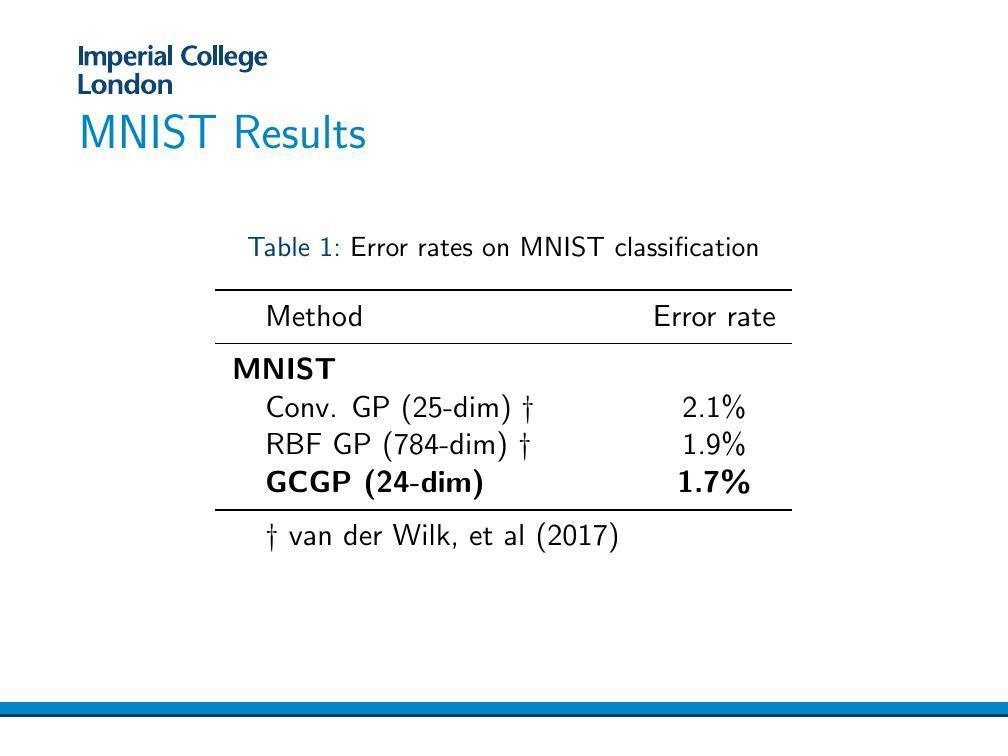 Imperial College
London
MNIST Results
Table 1: Error rates on MNIST classification
Method Error rate
MNIST
Conv. GP (25-dim) † 2.1%
RBF GP (784-dim) † 1.9%
GCGP (24-dim) 1.7%
† van der Wilk, et al (2017)